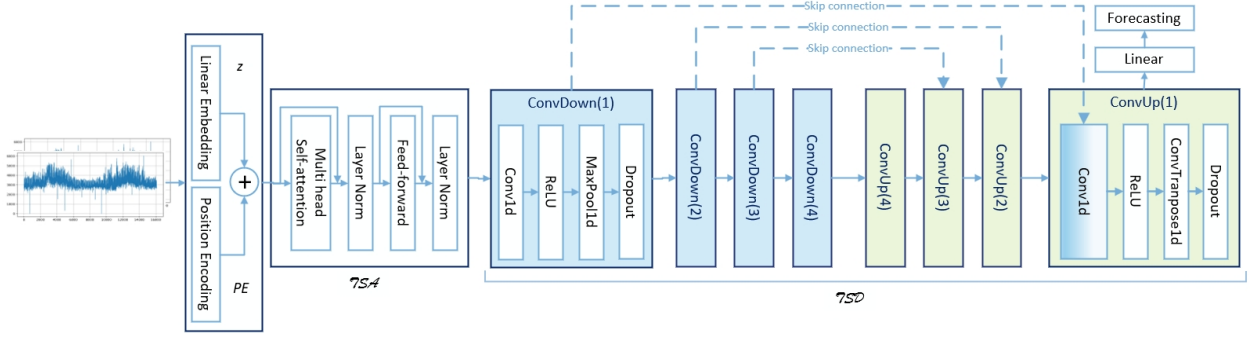 Skip connection
Skip connection
Skip connection
Forecasting
Linear
Linear Embedding
z
+
Position Encoding
PE
Multi head
Self-attention
Layer Norm
Feed-forward
Layer Norm
TSA
ConvDown(1)
Conv1d
ReLU
MaxPool1d
Dropout
ConvDown(2)
ConvDown(3)
ConvDown(4)
ConvUp(4)
ConvUp(3)
ConvUp(2)
ConvUp(1)
Conv1d
ReLU
ConvTranpose1d
Dropout
TSD